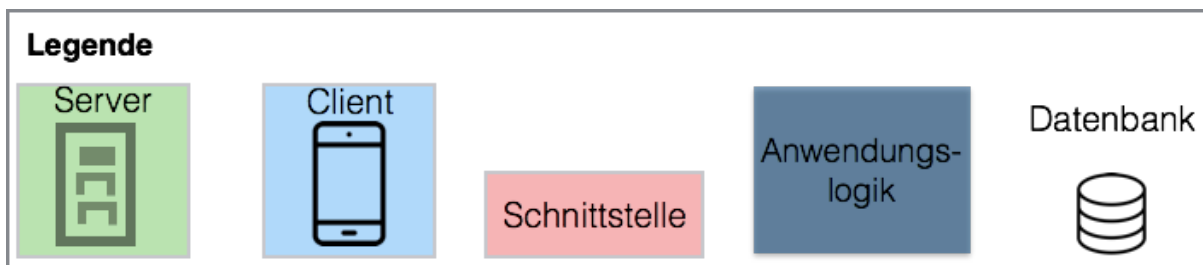 Legende
Server
Client
Schnittstelle
Anwendungs-
logik
Datenbank